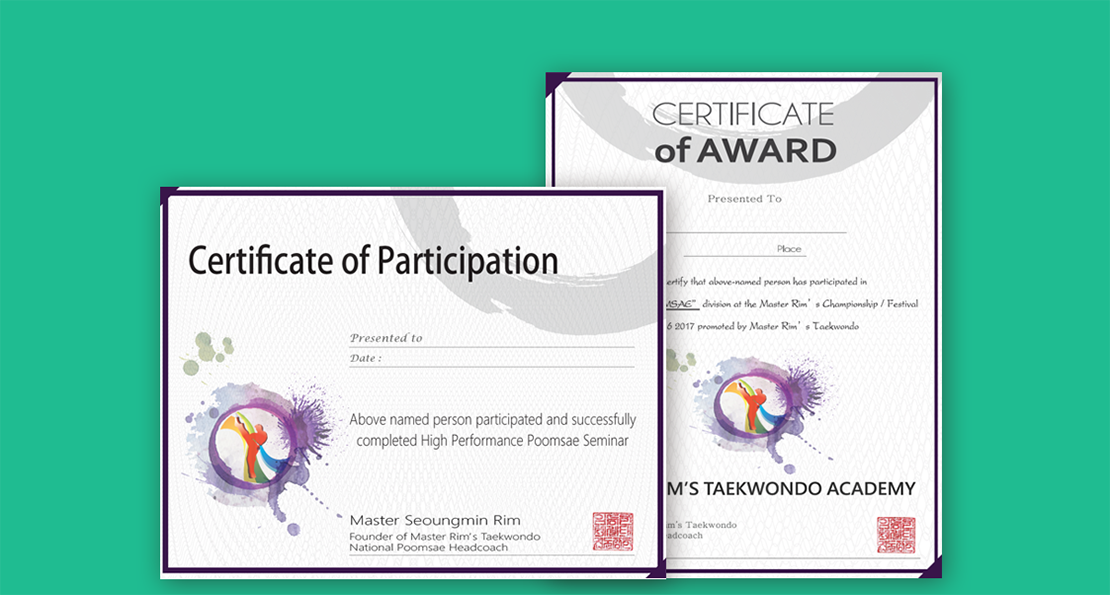 Certificate of Participation
Presented to
Date :
Above named person participated and successfully
completed High Performance Poomsae Seminar
Master Seoungmin Rim
Founder of Master Rim's Taekwondo
National Poomsae Headcoach
CERTIFICATE
of AWARD
Presented To
Place
that above-named person has participated in
division at the Master Rim's Championship / Festival
2017 promoted by Master Rim's Taekwondo
TAEKWONDO ACADEMY
Taekwondo